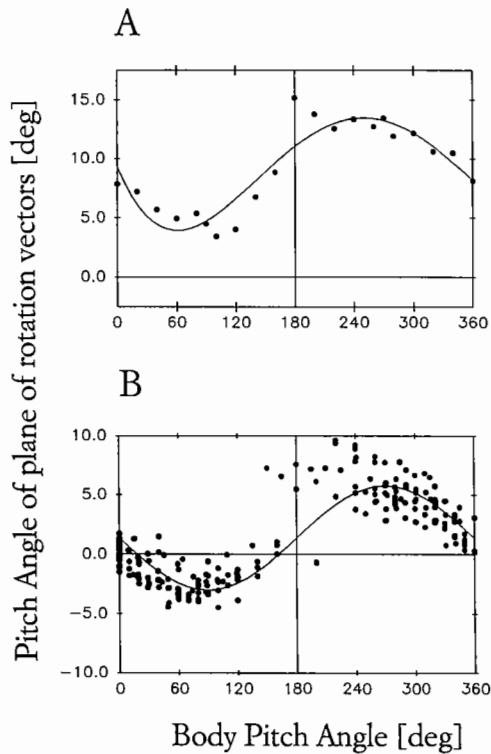 A
Pitch Angle of plane of rotation vectors [deg]
15.0
10.0
5.0
0.0
0 60 120 180 240 300 360
B
10.0
5.0
0.0
−5.0
−10.0
0 60 120 180 240 300 360
Body Pitch Angle [deg]